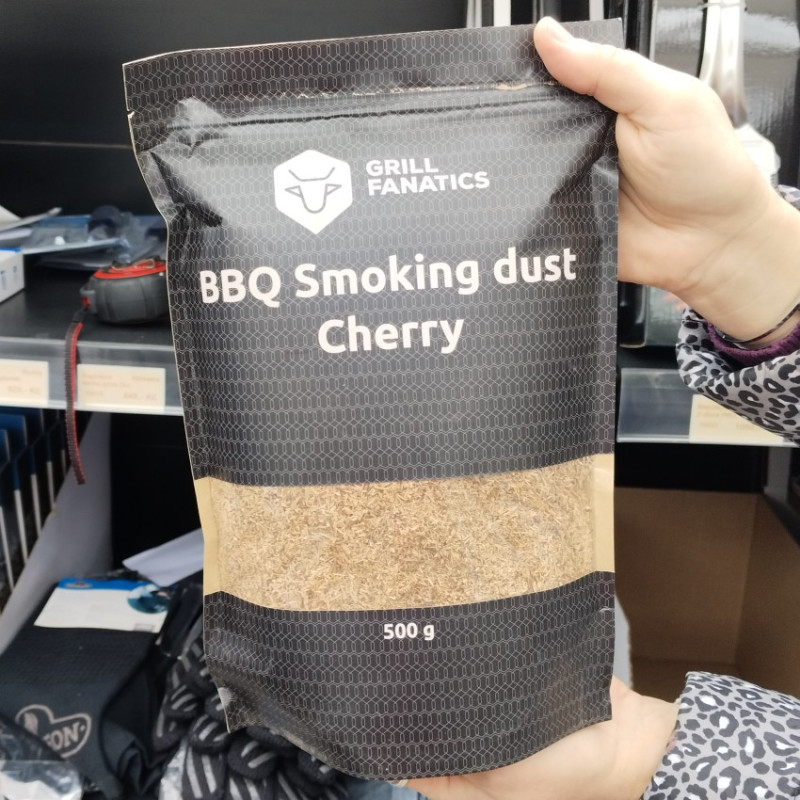 GRILL
FANATICS
BBQ Smoking dust
Cherry
500 g